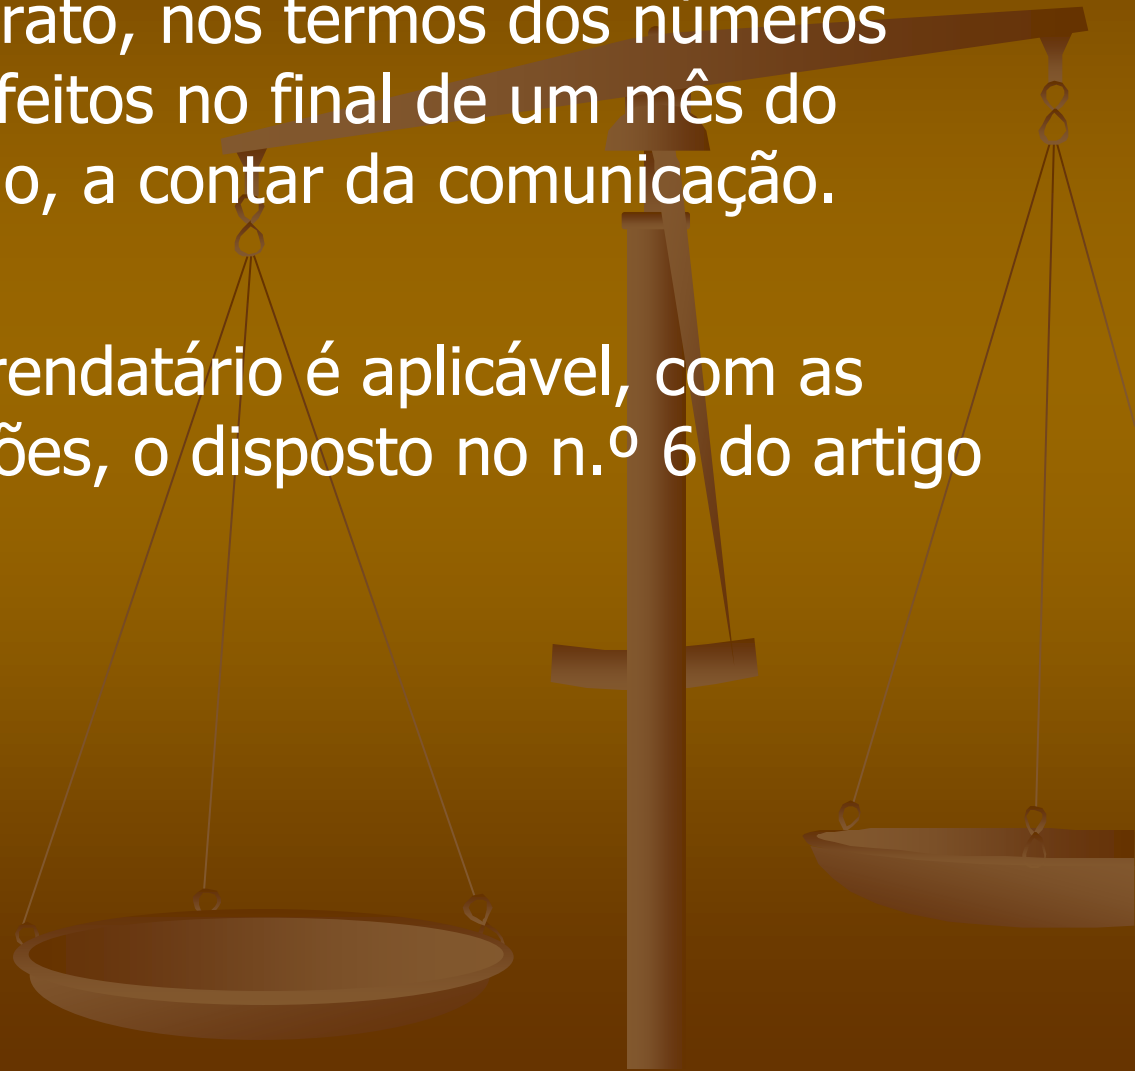 rato, nos termos dos números
feitos no final de um mês do
o, a contar da comunicação.
rendatário é aplicável, com as
ões, o disposto no n.º 6 do artigo